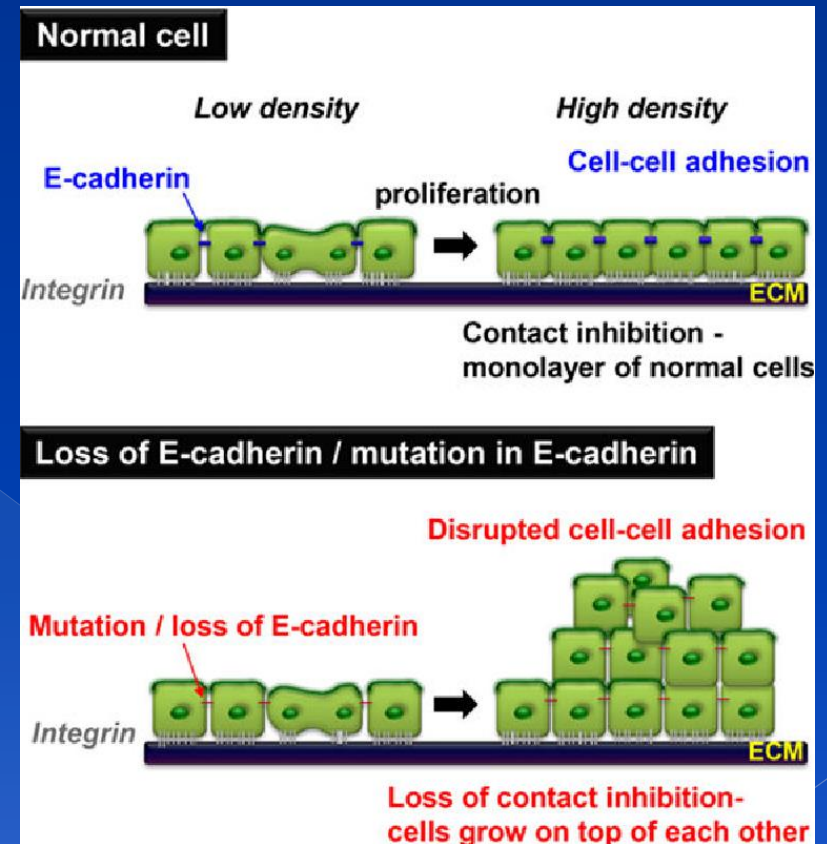 Normal cell
Low density
High density
E-cadherin
Cell-cell adhesion
proliferation
Integrin
ECM
Contact inhibition -
monolayer of normal cells
Loss of E-cadherin / mutation in E-cadherin
Disrupted cell-cell adhesion
Mutation / loss of E-cadherin
Integrin
ECM
Loss of contact inhibition-
cells grow on top of each other